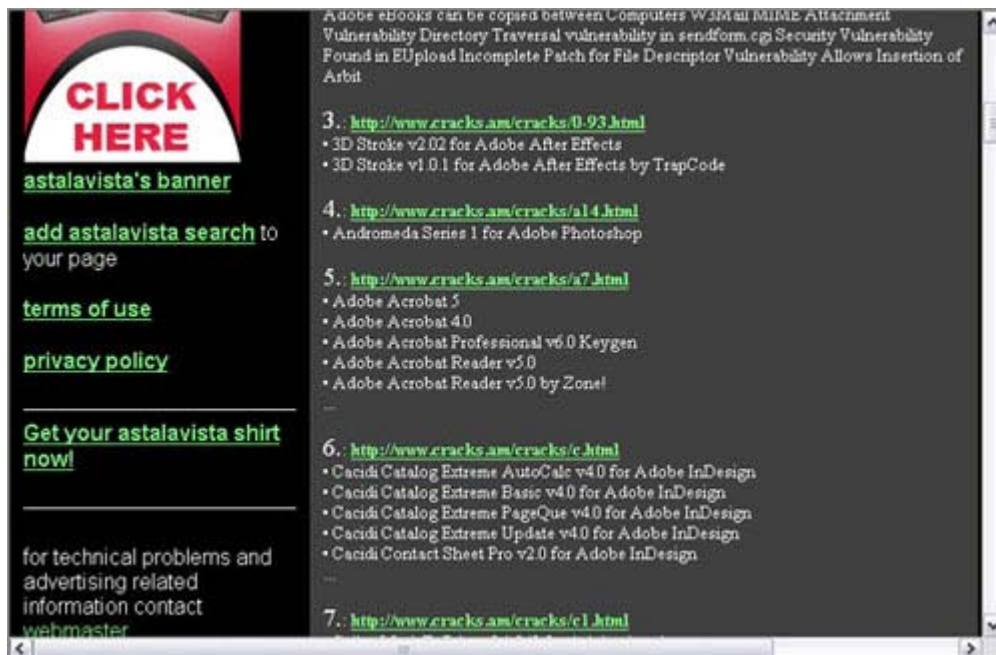 CLICK
HERE
astalavista's banner
add astalavista search to
your page
terms of use
privacy policy
Get your astalavista shirt
now!
for technical problems and
advertising related
information contact
webmaster
Adobe eBooks can be copied between Computers W3Mail MIME Attachment
Vulnerability Directory Traversal vulnerability in sendform.cgi Security Vulnerability
Found in EUpload Incomplete Patch for File Descriptor Vulnerability Allows Insertion of
Arbit
3.: http://www.cracks.am/cracks/0-93.html
• 3D Stroke v2.02 for Adobe After Effects
• 3D Stroke v1.0.1 for Adobe After Effects by TrapCode
4.: http://www.cracks.am/cracks/a14.html
• Andromeda Series 1 for Adobe Photoshop
5.: http://www.cracks.am/cracks/a7.html
• Adobe Acrobat 5
• Adobe Acrobat 4.0
• Adobe Acrobat Professional v6.0 Keygen
• Adobe Acrobat Reader v5.0
• Adobe Acrobat Reader v5.0 by Zone!
...
6.: http://www.cracks.am/cracks/c.html
• Cacidi Catalog Extreme AutoCalc v4.0 for Adobe InDesign
• Cacidi Catalog Extreme Basic v4.0 for Adobe InDesign
• Cacidi Catalog Extreme PageQue v4.0 for Adobe InDesign
• Cacidi Catalog Extreme Update v4.0 for Adobe InDesign
• Cacidi Contact Sheet Pro v2.0 for Adobe InDesign
...
7.: http://www.cracks.am/cracks/c1.html